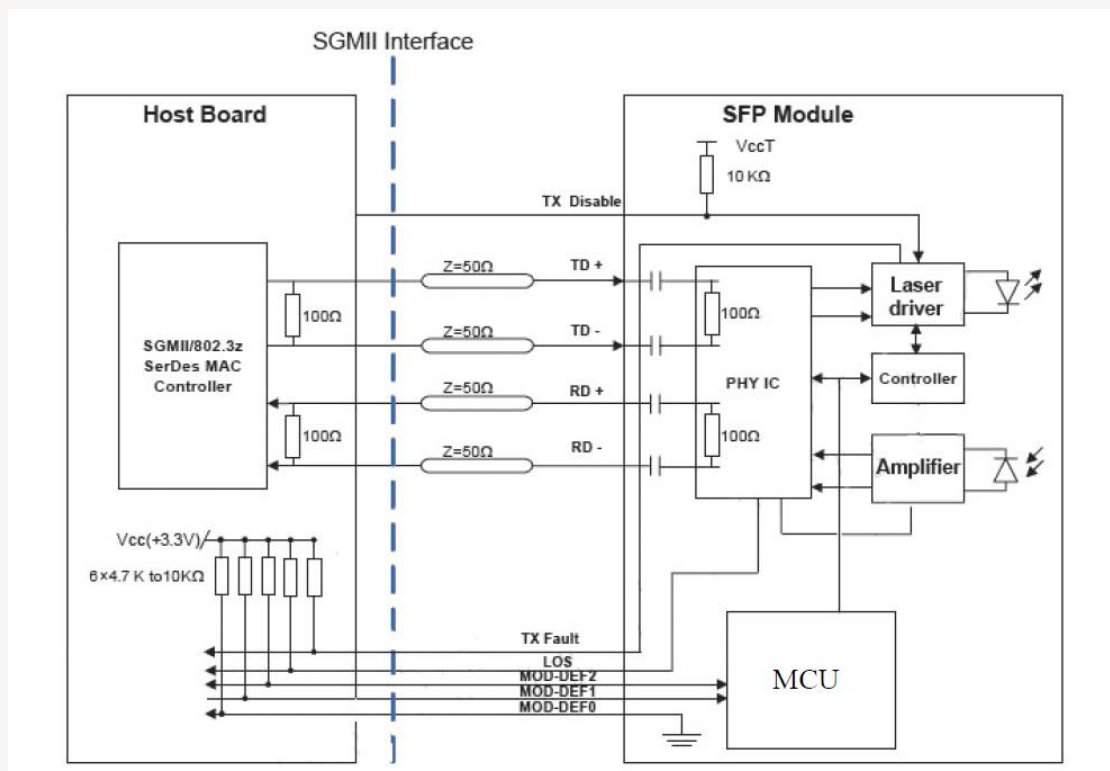 SGMII Interface
Host Board
SFP Module
VccT
10 KΩ
TX Disable
Z=50Ω
TD +
Laser
driver
100Ω
100Ω
Z=50Ω
TD -
SGMII/802.3z
SerDes MAC
Controller
PHY IC
Controller
Z=50Ω
RD +
100Ω
100Ω
Z=50Ω
RD -
Amplifier
Vcc(+3.3V)
6×4.7 K to10KΩ
TX Fault
LOS
MOD-DEF2
MOD-DEF1
MOD-DEF0
MCU